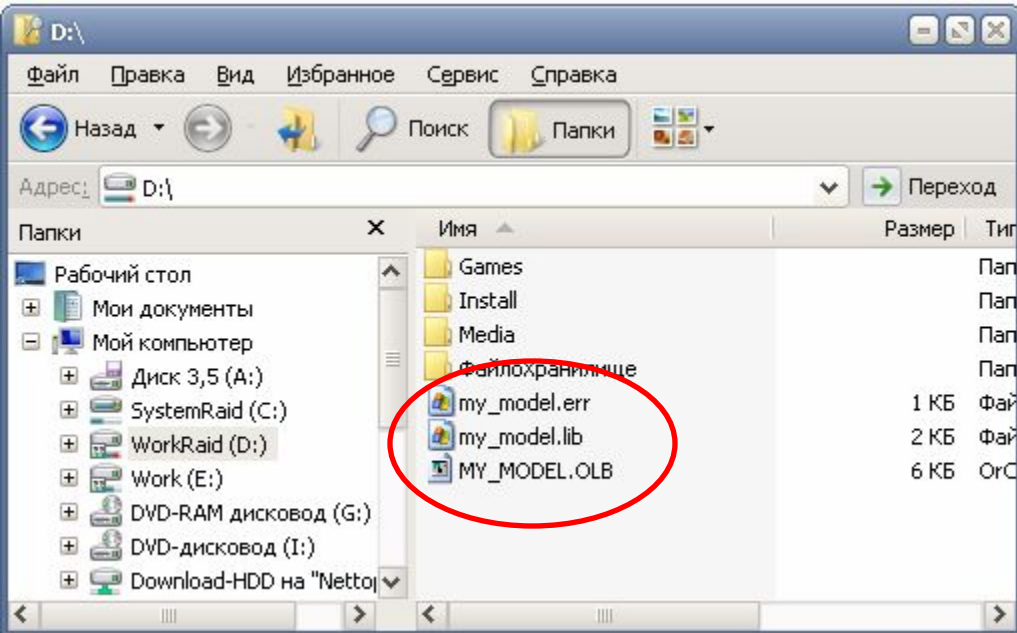 D:\
Файл Правка Вид Избранное Сервис Справка
Назад Поиск Папки
Адрес: D:\ Переход
Папки
Рабочий стол
Мои документы
Мой компьютер
Диск 3,5 (A:)
SystemRaid (C:)
WorkRaid (D:)
Work (E:)
DVD-RAM дисковод (G:)
DVD-дисковод (I:)
Download-HDD на "Nettop
Имя Размер Тип
Games Пап
Install Пап
Media Пап
Файлохранилище Пап
my_model.err 1 КБ Фай
my_model.lib 2 КБ Фай
MY_MODEL.OLB 6 КБ OrC